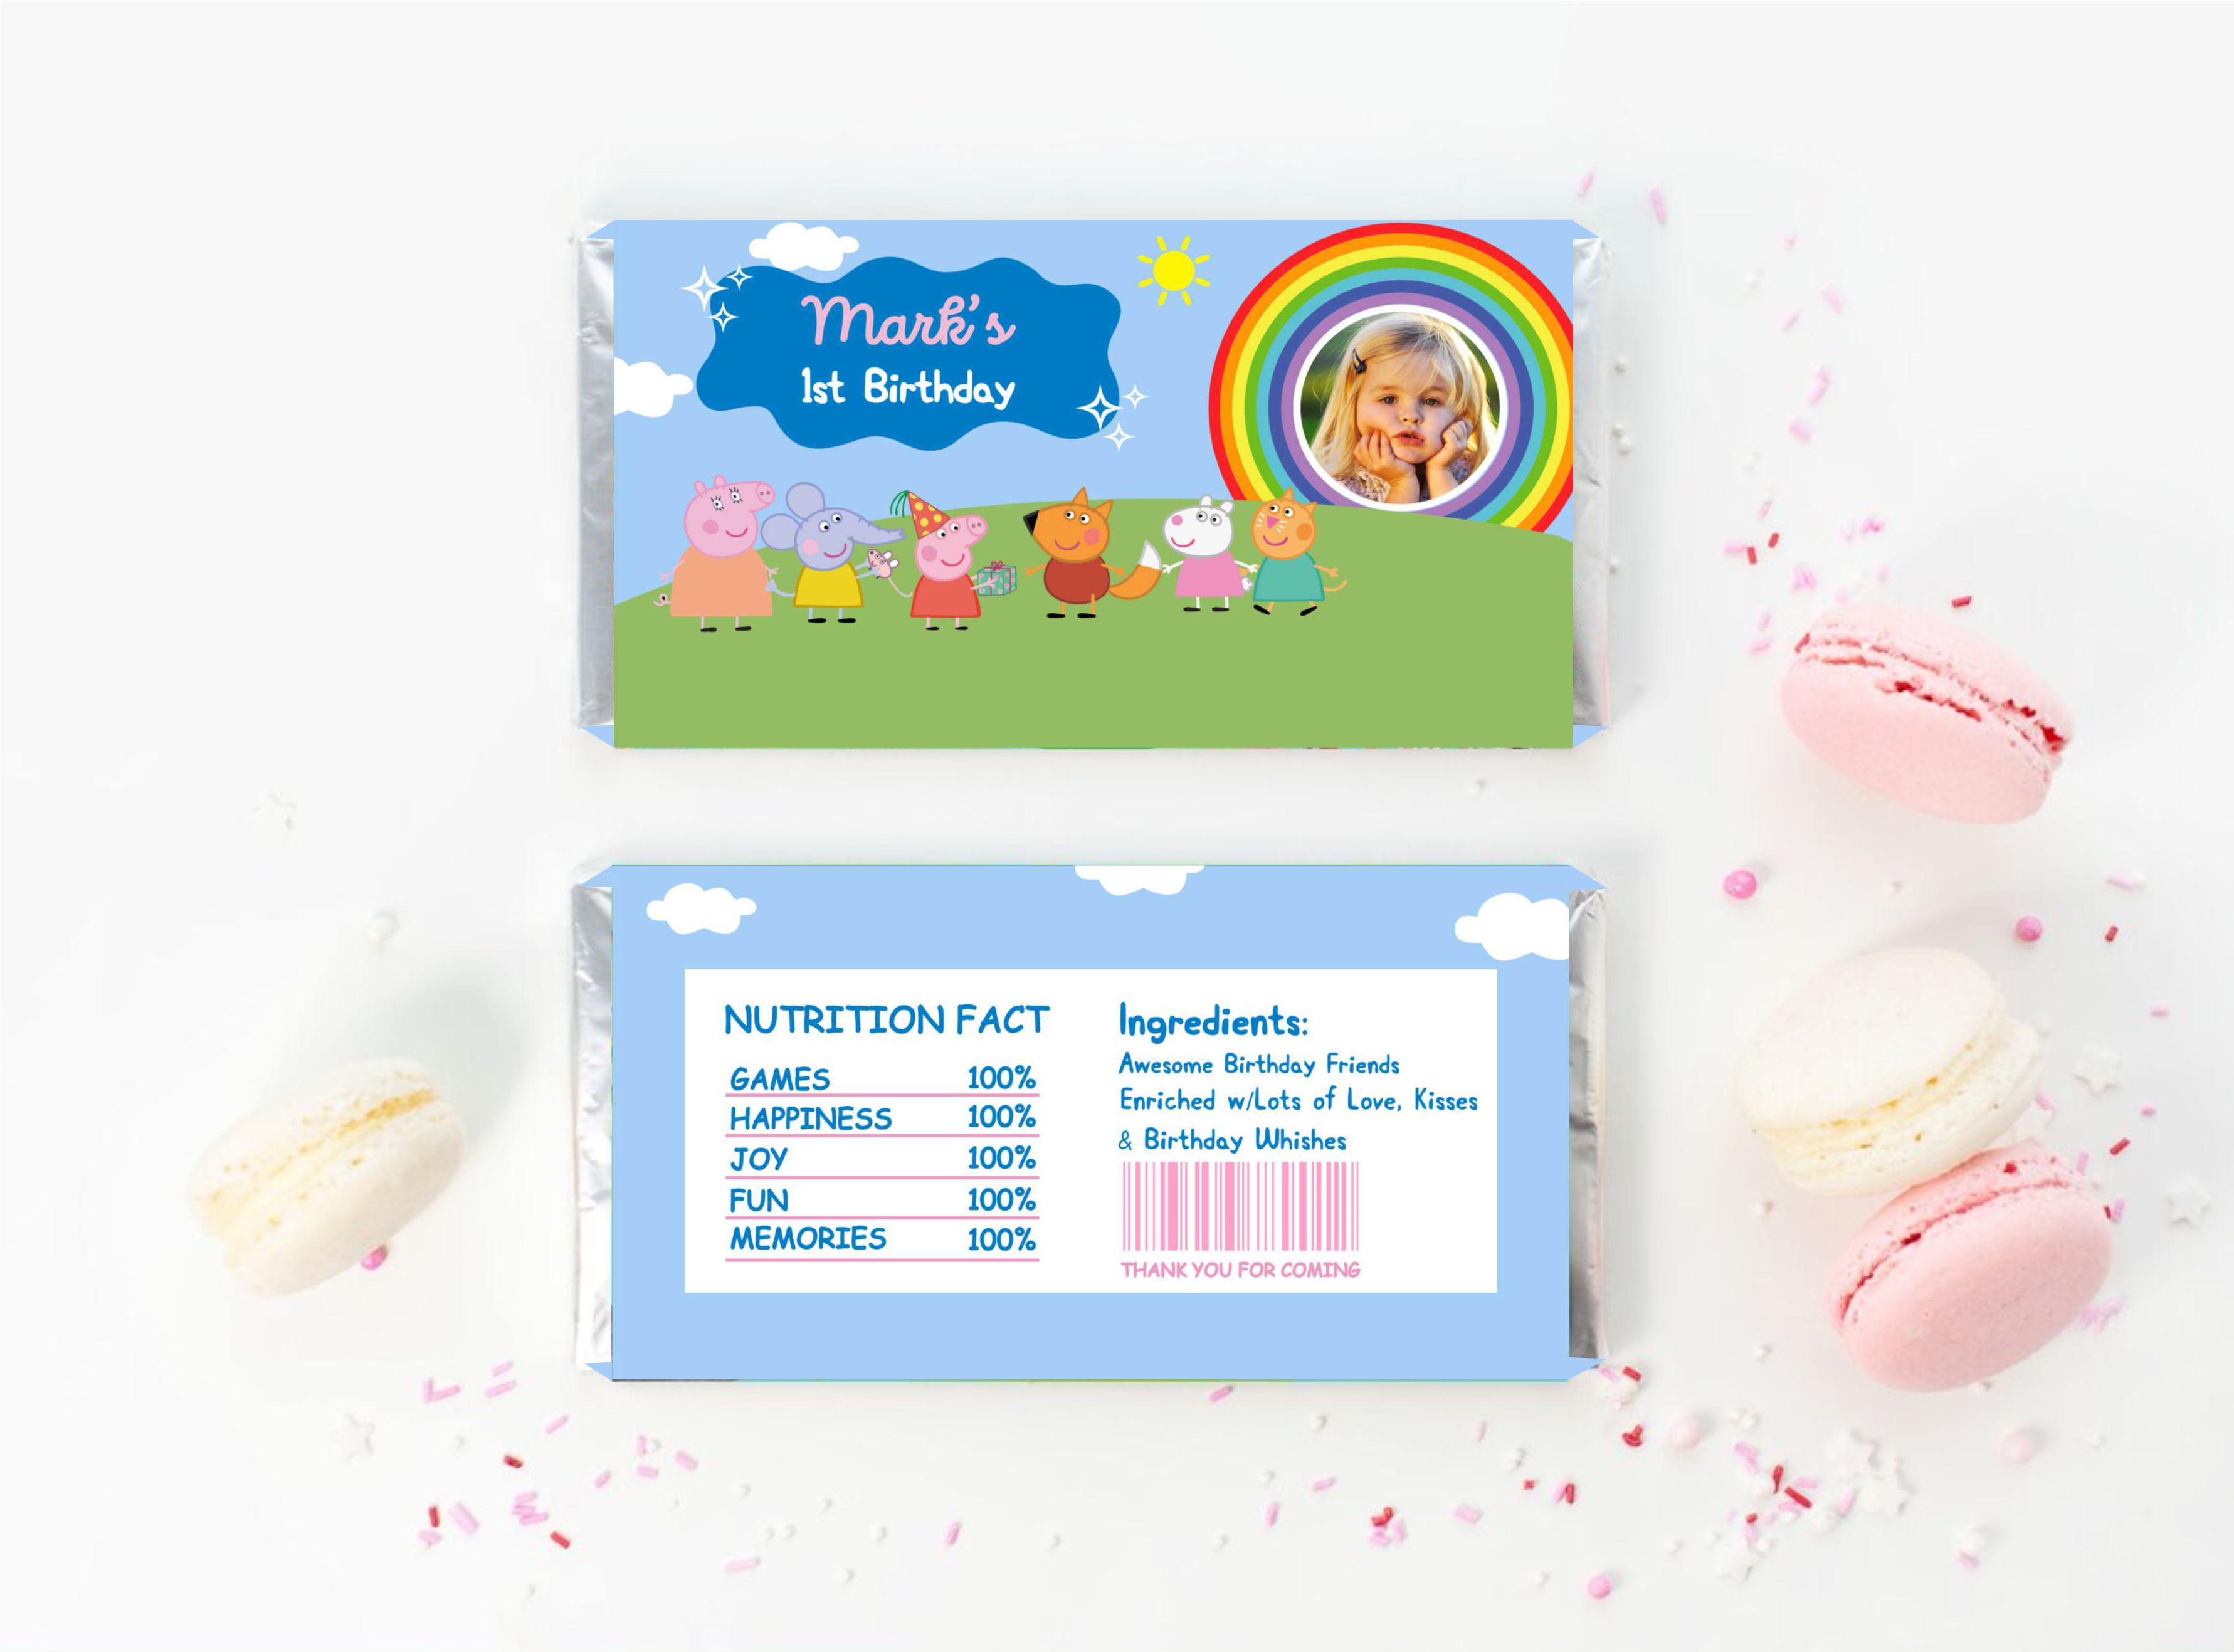 Mark's
1st Birthday
NUTRITION FACT
GAMES 100%
HAPPINESS 100%
JOY 100%
FUN 100%
MEMORIES 100%
Ingredients:
Awesome Birthday Friends
Enriched w/Lots of Love, Kisses
& Birthday Whishes
THANK YOU FOR COMING